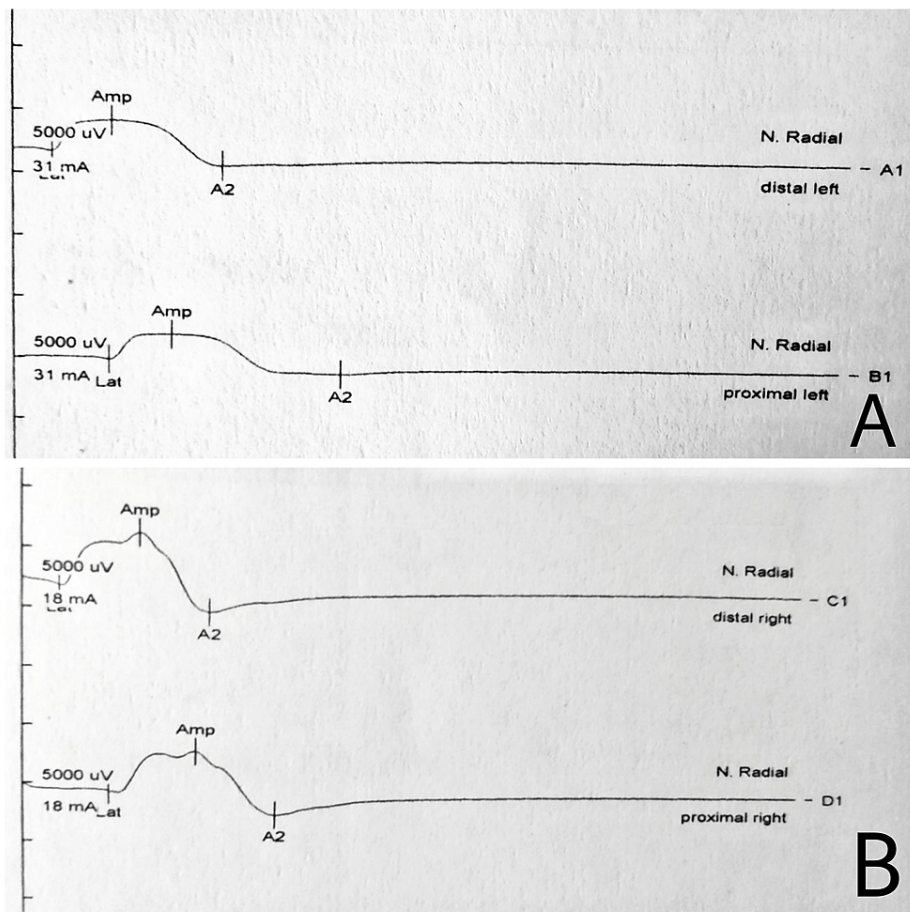 Amp
5000 uV
31 mA
Lat
A2
N. Radial
distal left
A1
Amp
5000 uV
31 mA
Lat
A2
N. Radial
proximal left
B1
A
Amp
5000 uV
18 mA
Lat
A2
N. Radial
distal right
C1
Amp
5000 uV
18 mA
Lat
A2
N. Radial
proximal right
D1
B